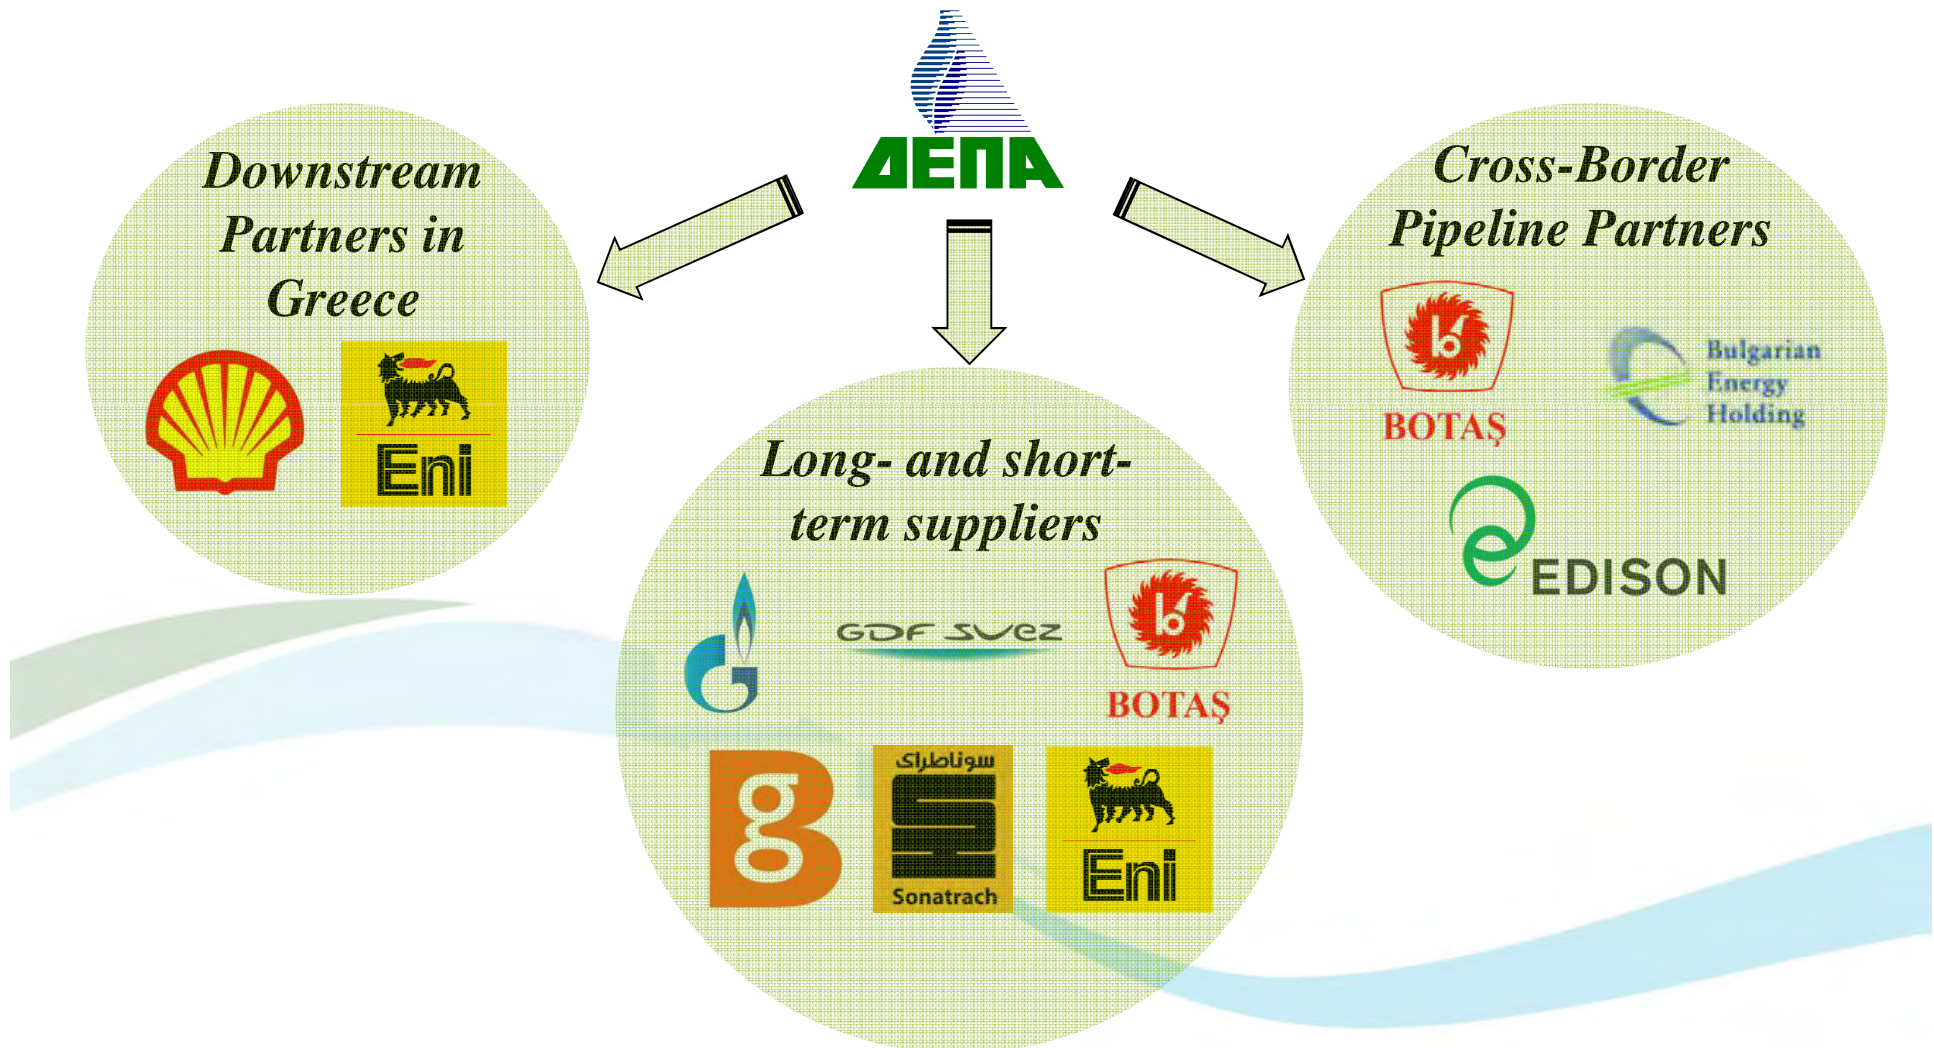 ΔΕΠΑ
Downstream
Partners in
Greece
Eni
Cross-Border
Pipeline Partners
BOTAŞ
Bulgarian
Energy
Holding
EDISON
Long- and short-
term suppliers
GDF SUEZ
BOTAŞ
BG
سوناطراك
Sonatrach
Eni